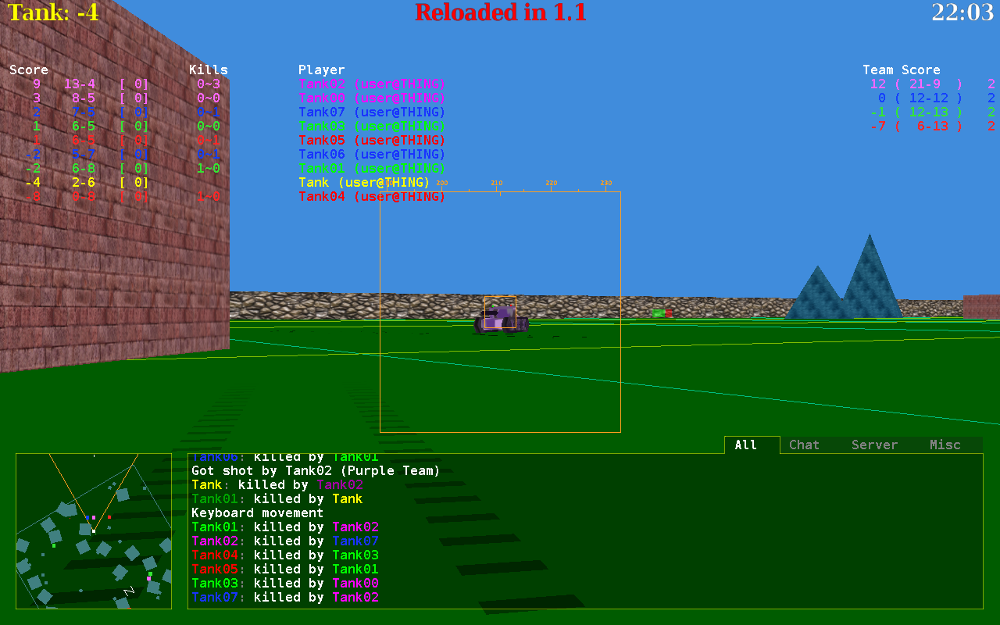 Tank: -4 Reloaded in 1.1 22:03
Score Kills Player Team Score
9 13-4 [ 0] 0~3 Tank02 (user@THING) 12 ( 21-9 ) 2
3 8-5 [ 0] 0~0 Tank00 (user@THING) 0 ( 12-12 ) 2
2 7-5 [ 0] 0~1 Tank07 (user@THING) -1 ( 12-13 ) 2
1 6-5 [ 0] 0~0 Tank03 (user@THING) -7 ( 6-13 ) 2
1 6-5 [ 0] 0~1 Tank05 (user@THING)
-2 5-7 [ 0] 0~1 Tank06 (user@THING)
-2 6-8 [ 0] 1~0 Tank01 (user@THING)
-4 2-6 [ 0] Tank (user@THING)
200 210 220 230
-8 0-8 [ 0] 1~0 Tank04 (user@THING)
All Chat Server Misc
Tank06: killed by Tank01
Got shot by Tank02 (Purple Team)
Tank: killed by Tank02
Tank01: killed by Tank
Keyboard movement
Tank01: killed by Tank02
Tank02: killed by Tank07
Tank04: killed by Tank03
Tank05: killed by Tank01
Tank03: killed by Tank00
Tank07: killed by Tank02
N